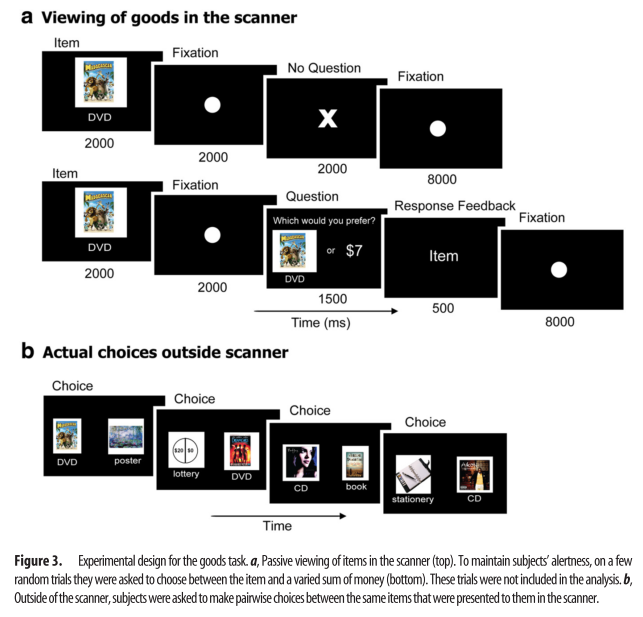 a Viewing of goods in the scanner
Item
Fixation
No Question
Fixation
DVD
X
2000
2000
2000
8000
Item
Fixation
Question
Response Feedback
Fixation
Which would you prefer?
DVD
or $7
DVD
Item
2000
2000
1500
500
8000
Time (ms)
b Actual choices outside scanner
Choice
Choice
Choice
Choice
DVD
poster
$20 $0
lottery
DVD
CD
book
stationery
CD
Time
Figure 3. Experimental design for the goods task. a, Passive viewing of items in the scanner (top). To maintain subjects' alertness, on a few
random trials they were asked to choose between the item and a varied sum of money (bottom). These trials were not included in the analysis. b,
Outside of the scanner, subjects were asked to make pairwise choices between the same items that were presented to them in the scanner.